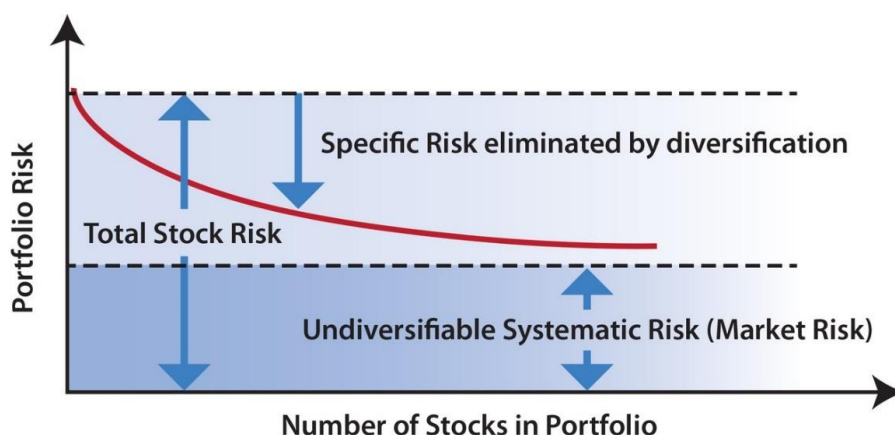 Portfolio Risk
Specific Risk eliminated by diversification
Total Stock Risk
Undiversifiable Systematic Risk (Market Risk)
Number of Stocks in Portfolio